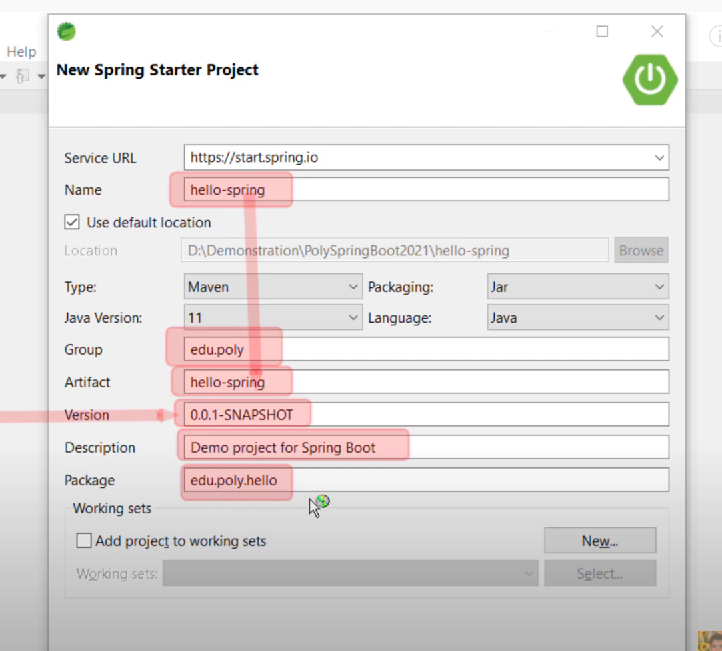 Help
New Spring Starter Project
Service URL https://start.spring.io
Name hello-spring
Use default location
Location D:\Demonstration\PolySpringBoot2021\hello-spring Browse
Type: Maven Packaging: Jar
Java Version: 11 Language: Java
Group edu.poly
Artifact hello-spring
Version 0.0.1-SNAPSHOT
Description Demo project for Spring Boot
Package edu.poly.hello
Working sets
Add project to working sets New...
Working sets: Select...